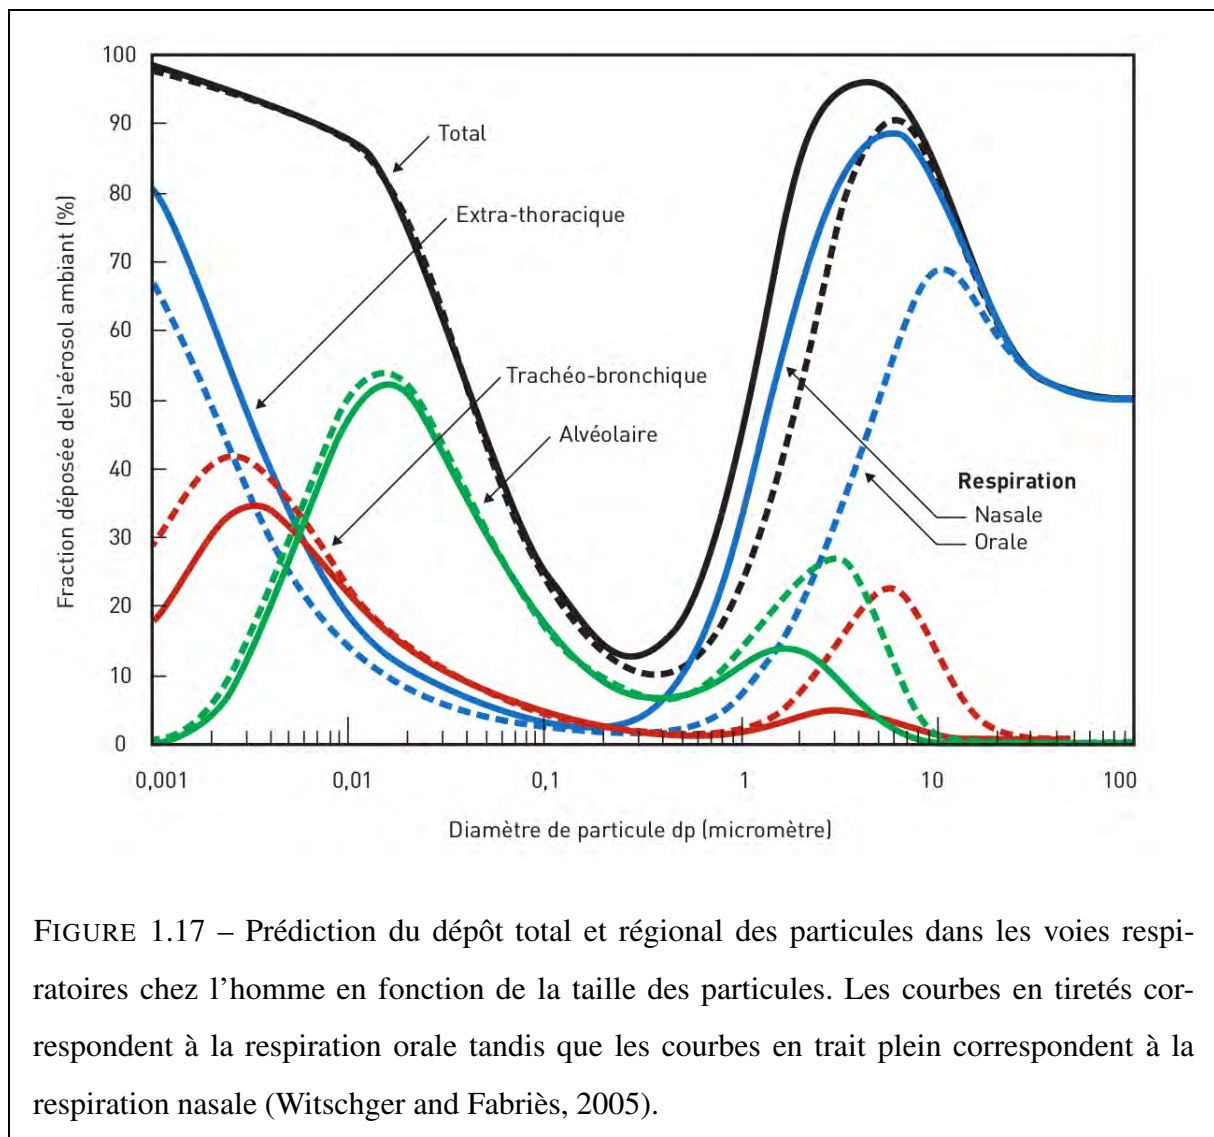 100
90
80
70
60
50
40
30
20
10
0
Fraction déposée del'aérosol ambiant (%)
Total
Extra-thoracique
Trachéo-bronchique
Alvéolaire
Respiration
Nasale
Orale
0,001
0,01
0,1
1
10
100
Diamètre de particule dp (micromètre)
FIGURE 1.17 – Prédiction du dépôt total et régional des particules dans les voies respi-
ratoires chez l'homme en fonction de la taille des particules. Les courbes en tiretés cor-
respondent à la respiration orale tandis que les courbes en trait plein correspondent à la
respiration nasale (Witschger and Fabriès, 2005).